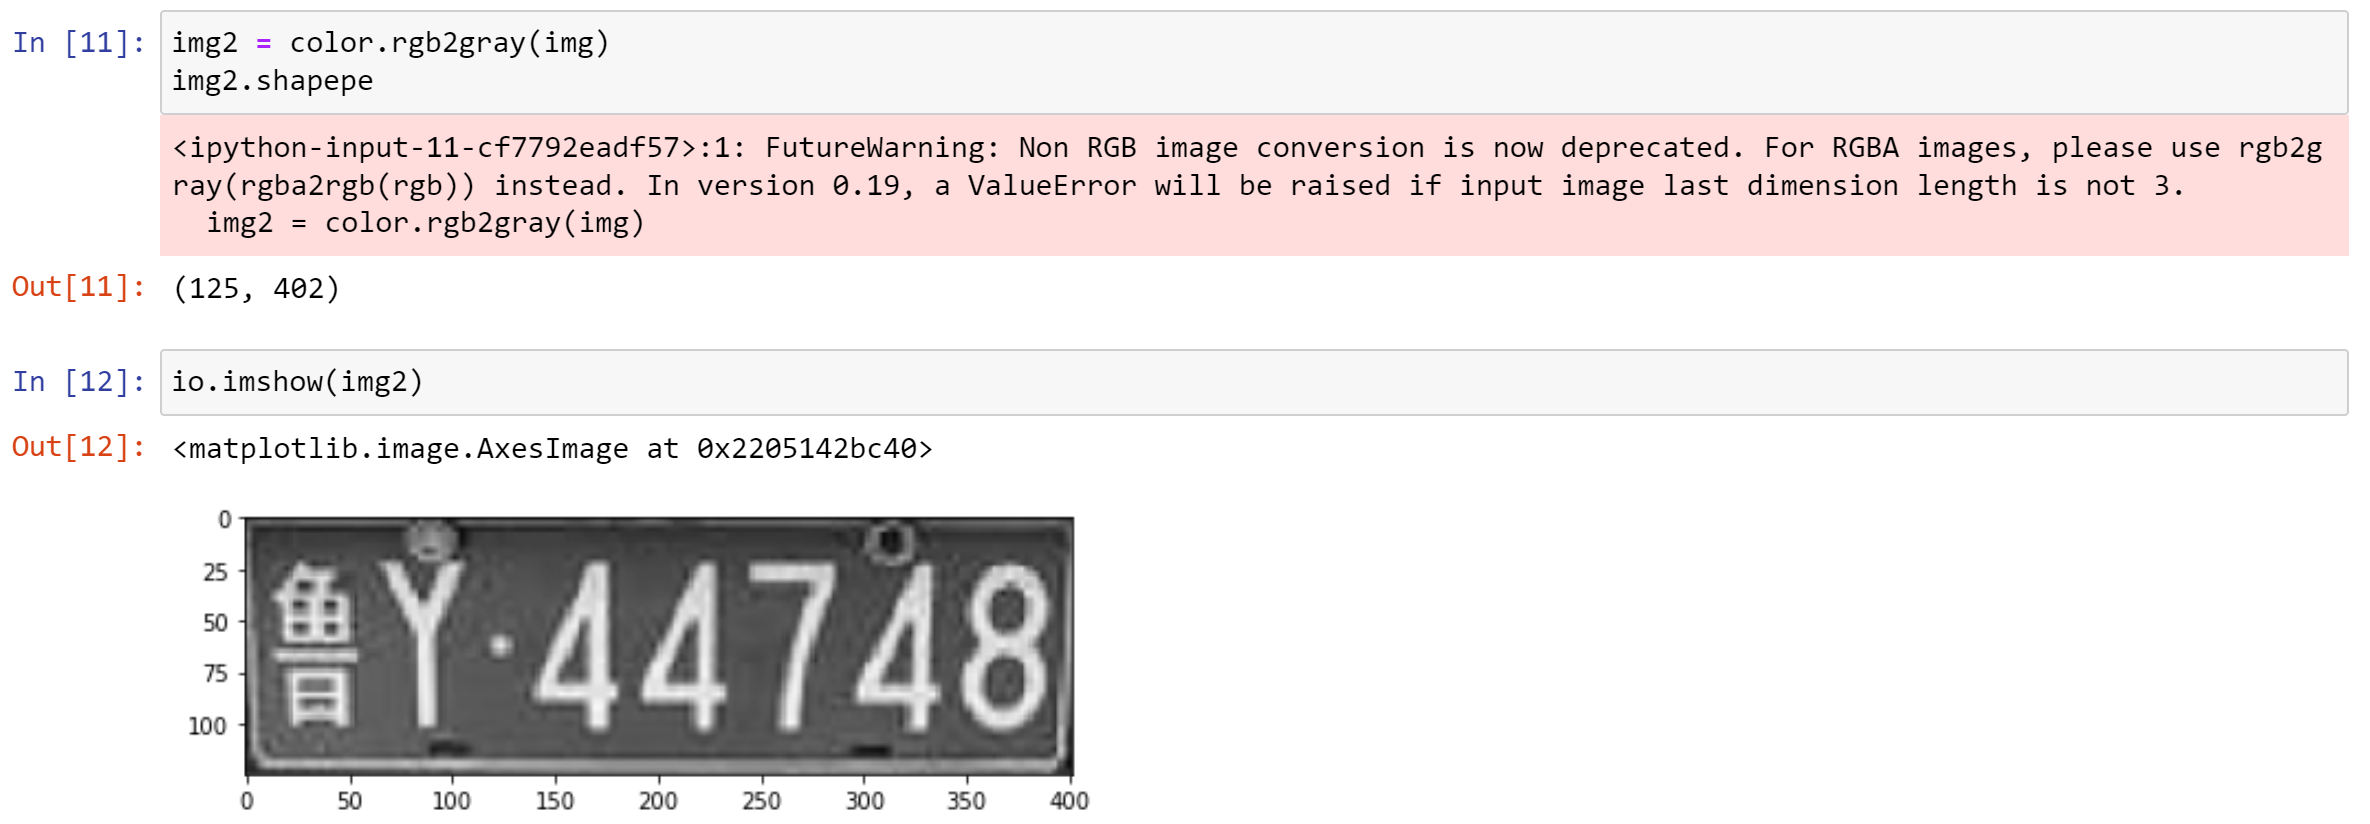 In [11]: img2 = color.rgb2gray(img)
img2.shapepe
<ipython-input-11-cf7792eadf57>:1: FutureWarning: Non RGB image conversion is now deprecated. For RGBA images, please use rgb2g
ray(rgba2rgb(rgb)) instead. In version 0.19, a ValueError will be raised if input image last dimension length is not 3.
img2 = color.rgb2gray(img)
Out[11]: (125, 402)
In [12]: io.imshow(img2)
Out[12]: <matplotlib.image.AxesImage at 0x2205142bc40>
0
25
50
75
100
鲁Y·44748
0 50 100 150 200 250 300 350 400